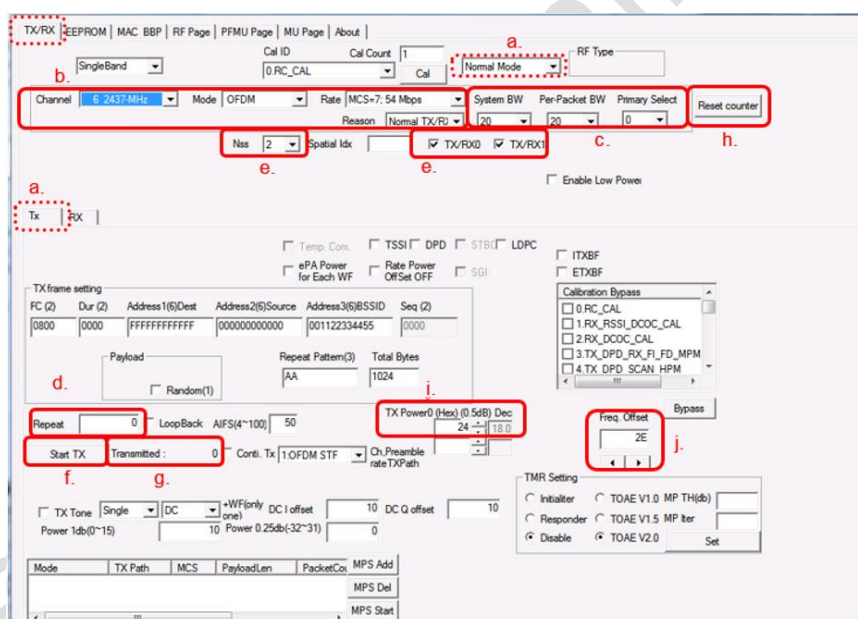 TX/RX EEPROM MAC BBP RF Page PFMU Page MU Page About
a.
Cal ID Cal Count 1 RF Type
b. SingleBand 0.RC_CAL Cal Normal Mode
Channel 6 2437-MHz Mode OFDM Rate MCS=7; 54 Mbps System BW Per-Packet BW Primary Select Reset counter
Reason Normal TX/R) 20 20 0
Nss 2 Spatial Idx TX/RX0 TX/RX1 c. h.
e. e.
Enable Low Power
a.
Tx RX
Temp. Com. TSSI DPD STBC LDPC
ITXBF
ePA Power for Each WF Rate Power OffSet OFF SGI ETXBF
TX frame setting Calibration Bypass
FC (2) Dur (2) Address1(6)Dest Address2(6)Source Address3(6)BSSID Seq (2) 0.RC_CAL
0800 0000 FFFFFFFFFFFF 000000000000 001122334455 0000 1.RX_RSSI_DCOC_CAL
2.RX_DCOC_CAL
Payload Repeat Pattern(3) Total Bytes 3.TX_DPD_RX_FI_FD_MPM
d. Random(1) AA 1024 4.TX_DPD_SCAN_HPM
i.
Repeat 0 LoopBack AIFS(4~100) 50 TX Power0 (Hex) (0.5dB) Dec Freq. Offset Bypass
24 18.0 2E j.
Start TX Transmitted : 0 Conti. Tx 1:OFDM STF Ch.Preamble
rateTXPath
f. g.
TMR Setting
TX Tone Single DC +WF(only one) DC I offset 10 DC Q offset 10 Initialiter TOAE V1.0 MP TH(db)
Power 1db(0~15) 10 Power 0.25db(-32~31) 0 Responder TOAE V1.5 MP Iter
Disable TOAE V2.0 Set
Mode TX Path MCS PayloadLen PacketCou MPS Add
MPS Del
MPS Start